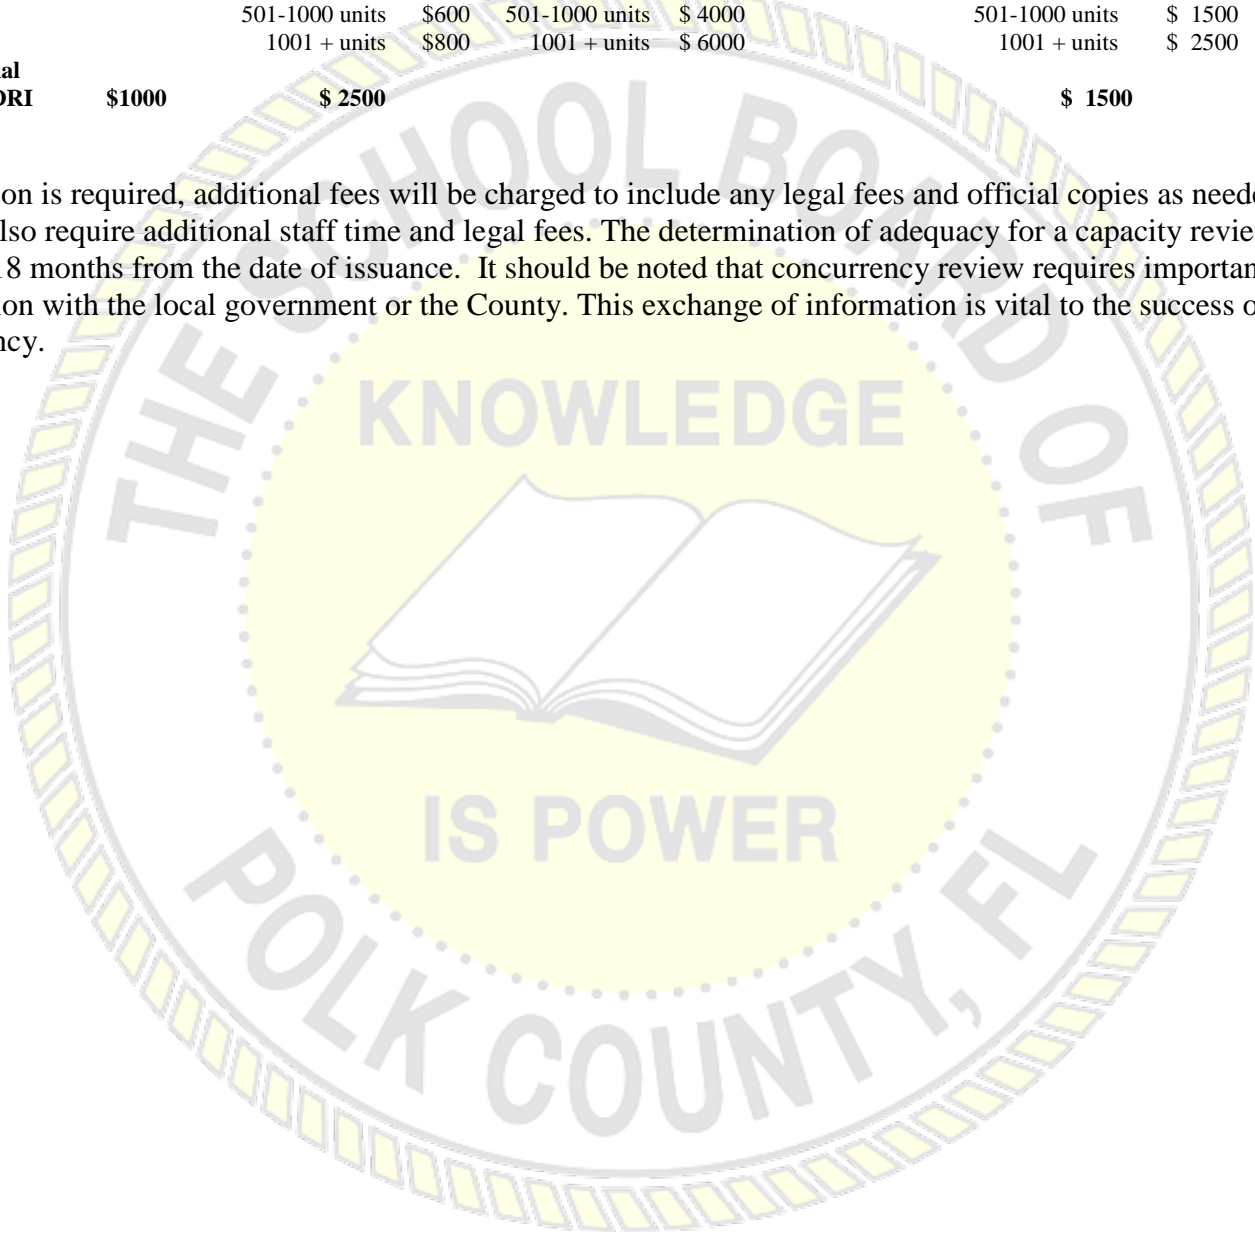 501-1000 units $600 501-1000 units $ 4000 501-1000 units $ 1500
1001 + units $800 1001 + units $ 6000 1001 + units $ 2500
al
DRI $1000 $ 2500 $ 1500
on is required, additional fees will be charged to include any legal fees and official copies as neede
lso require additional staff time and legal fees. The determination of adequacy for a capacity revie
18 months from the date of issuance. It should be noted that concurrency review requires importan
ion with the local government or the County. This exchange of information is vital to the success o
ncy.
THE SCHOOL BOARD OF
KNOWLEDGE
IS POWER
POLK COUNTY, FL